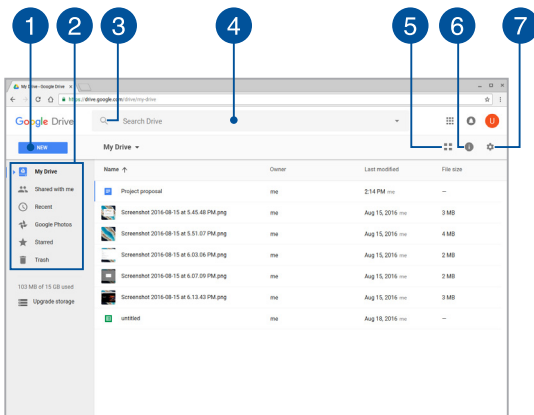 1 2 3 4 5 6 7
My Drive - Google Drive
https://drive.google.com/drive/my-drive
Google Drive
Search Drive
U
NEW
My Drive
My Drive
Shared with me
Recent
Google Photos
Starred
Trash
103 MB of 15 GB used
Upgrade storage
Name Owner Last modified File size
Project proposal me 2:14 PM me —
Screenshot 2016-08-15 at 5.45.48 PM.png me Aug 15, 2016 me 3 MB
Screenshot 2016-08-15 at 5.51.07 PM.png me Aug 15, 2016 me 4 MB
Screenshot 2016-08-15 at 6.03.06 PM.png me Aug 15, 2016 me 2 MB
Screenshot 2016-08-15 at 6.07.09 PM.png me Aug 15, 2016 me 2 MB
Screenshot 2016-08-15 at 6.13.43 PM.png me Aug 15, 2016 me 3 MB
untitled me Aug 18, 2016 me —